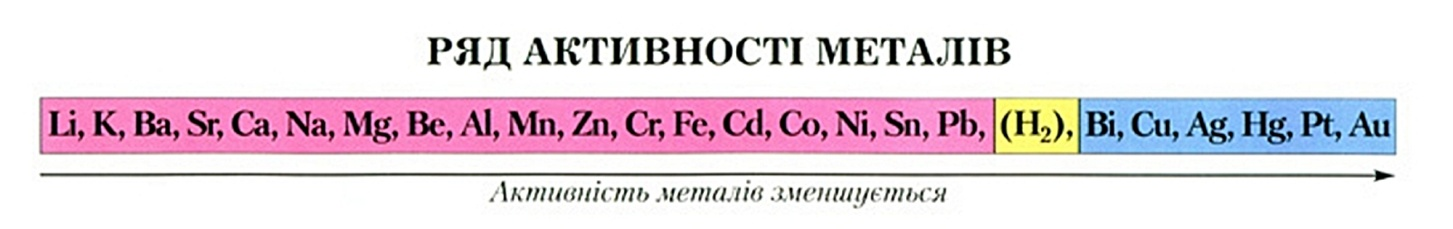 РЯД АКТИВНОСТІ МЕТАЛІВ
Li, K, Ba, Sr, Ca, Na, Mg, Be, Al, Mn, Zn, Cr, Fe, Cd, Co, Ni, Sn, Pb, (H₂), Bi, Cu, Ag, Hg, Pt, Au
Активність металів зменшується